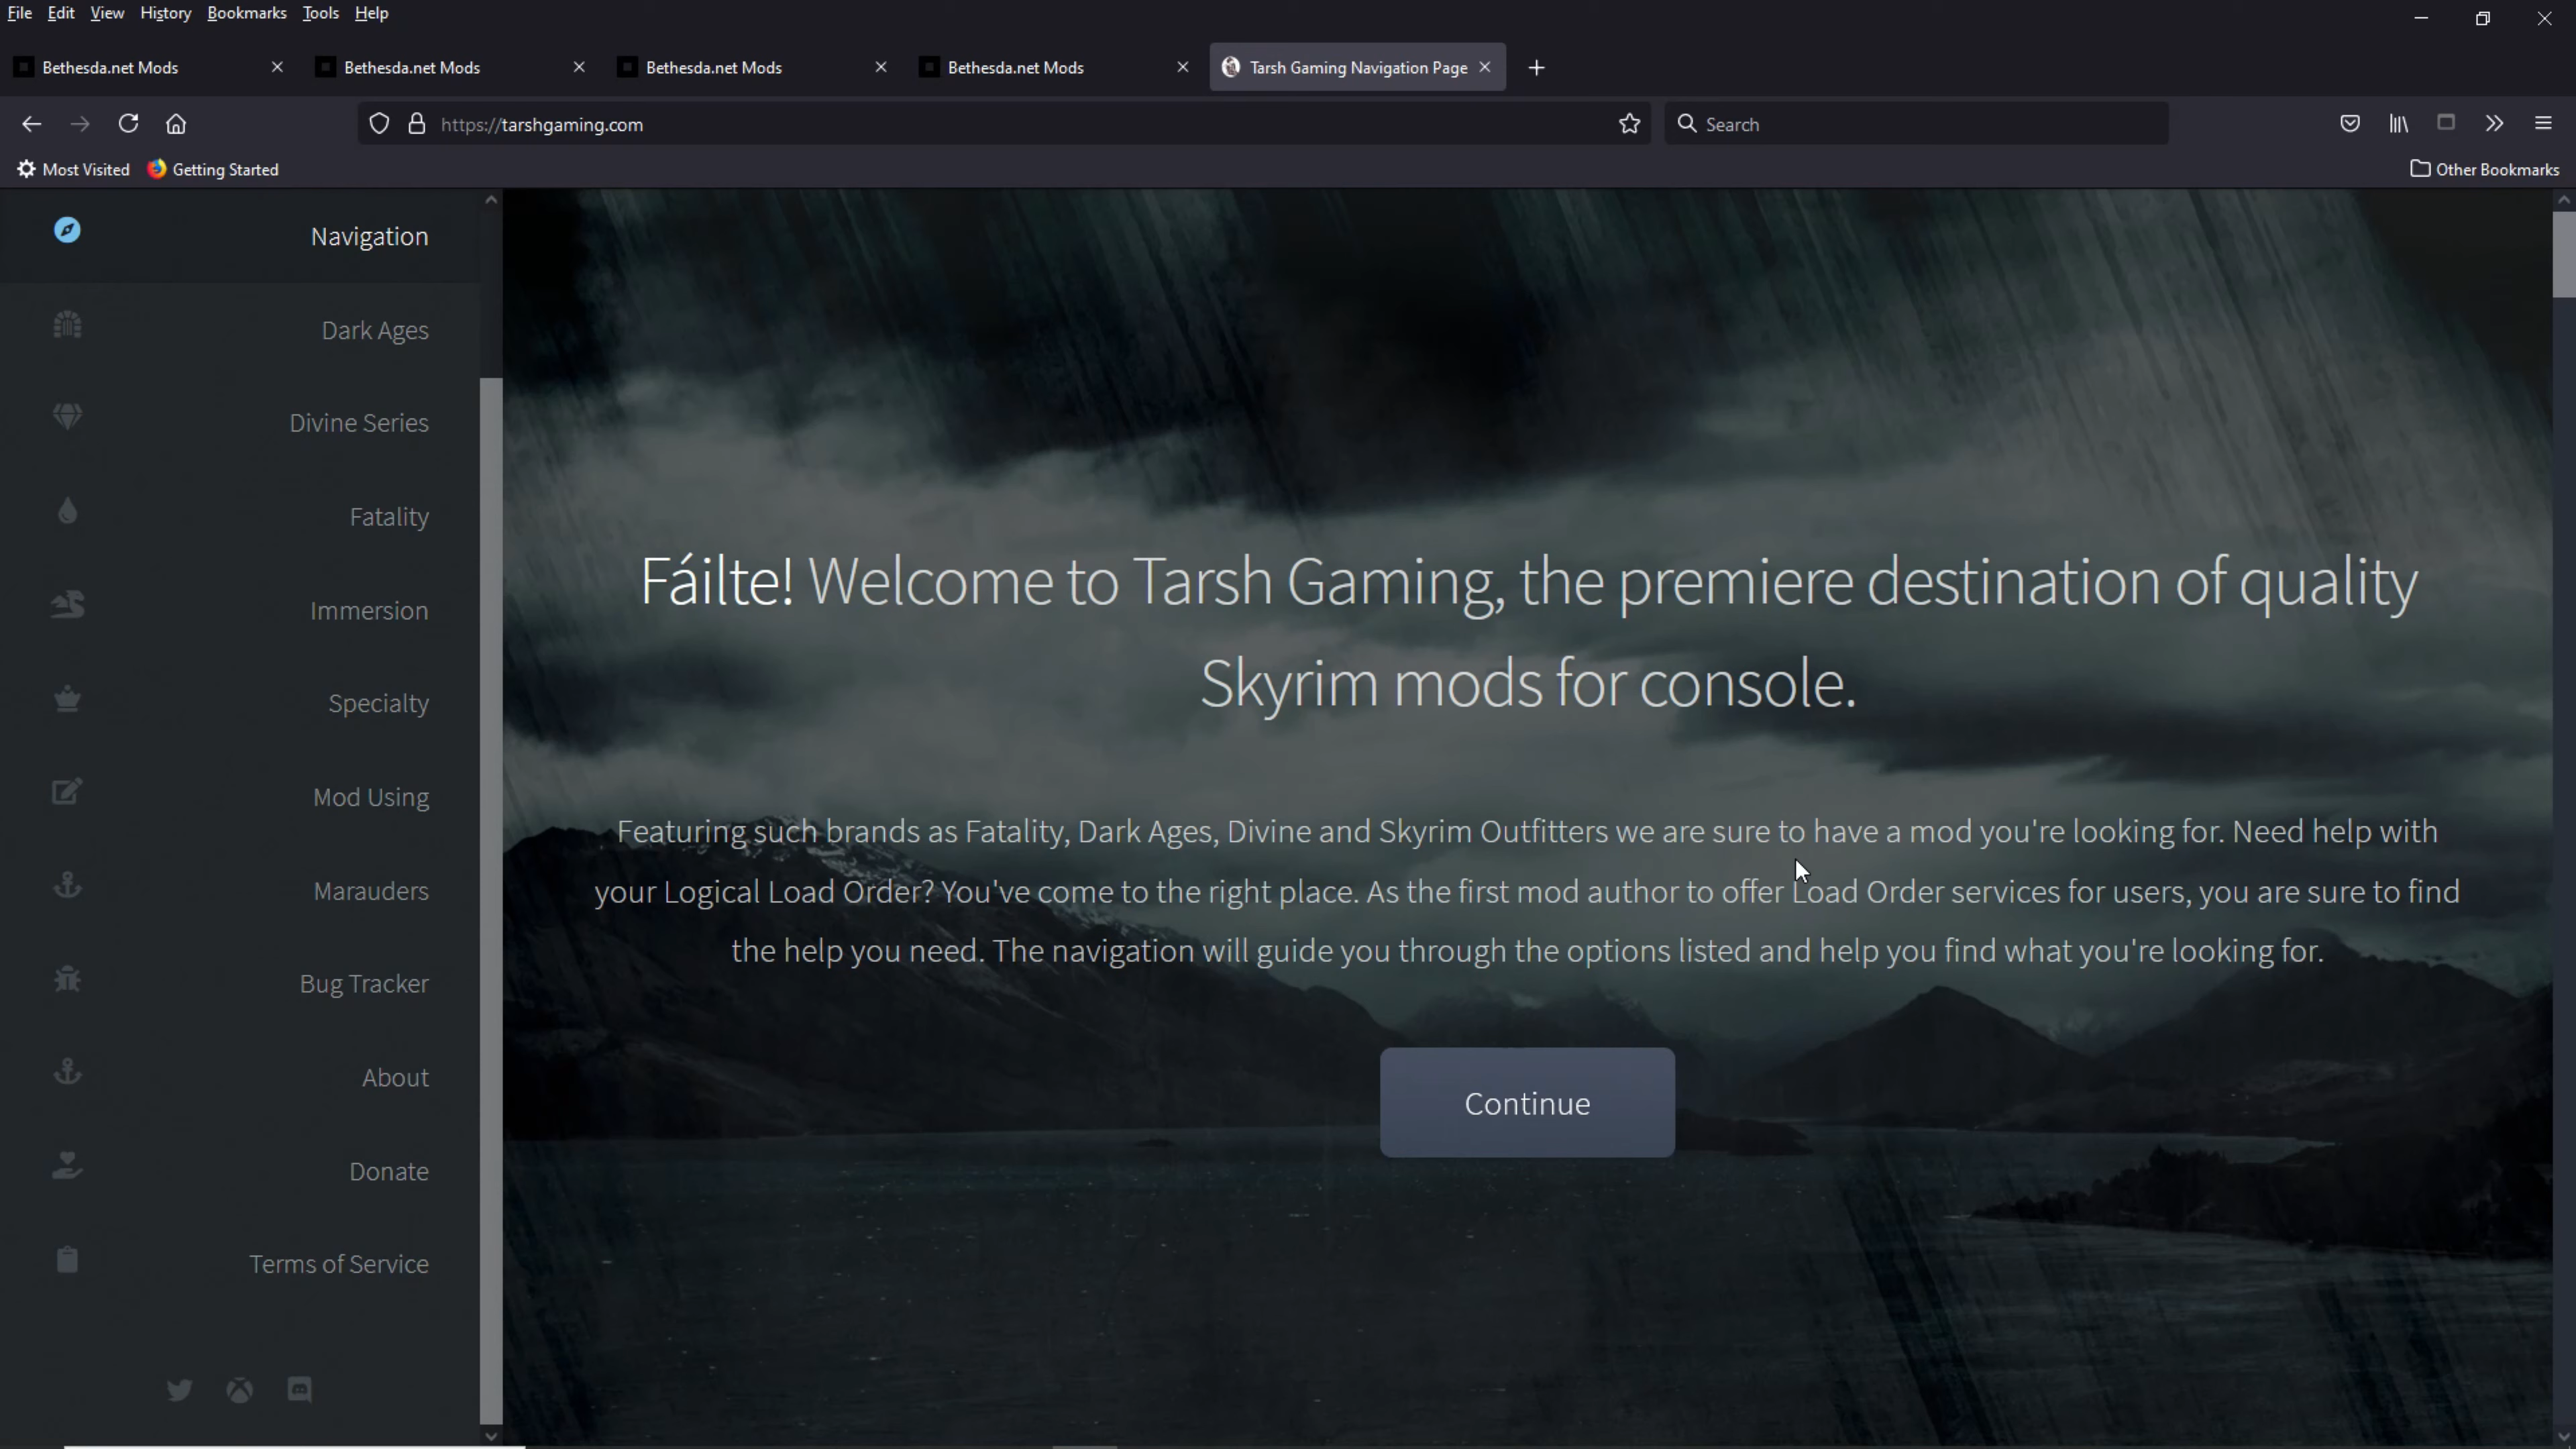 File Edit View History Bookmarks Tools Help
Bethesda.net Mods
Bethesda.net Mods
Bethesda.net Mods
Bethesda.net Mods
Tarsh Gaming Navigation Page
https://tarshgaming.com
Search
Most Visited
Getting Started
Other Bookmarks
Navigation
Dark Ages
Divine Series
Fatality
Immersion
Specialty
Mod Using
Marauders
Bug Tracker
About
Donate
Terms of Service
Fáilte! Welcome to Tarsh Gaming, the premiere destination of quality
Skyrim mods for console.
Featuring such brands as Fatality, Dark Ages, Divine and Skyrim Outfitters we are sure to have a mod you're looking for. Need help with
your Logical Load Order? You've come to the right place. As the first mod author to offer Load Order services for users, you are sure to find
the help you need. The navigation will guide you through the options listed and help you find what you're looking for.
Continue